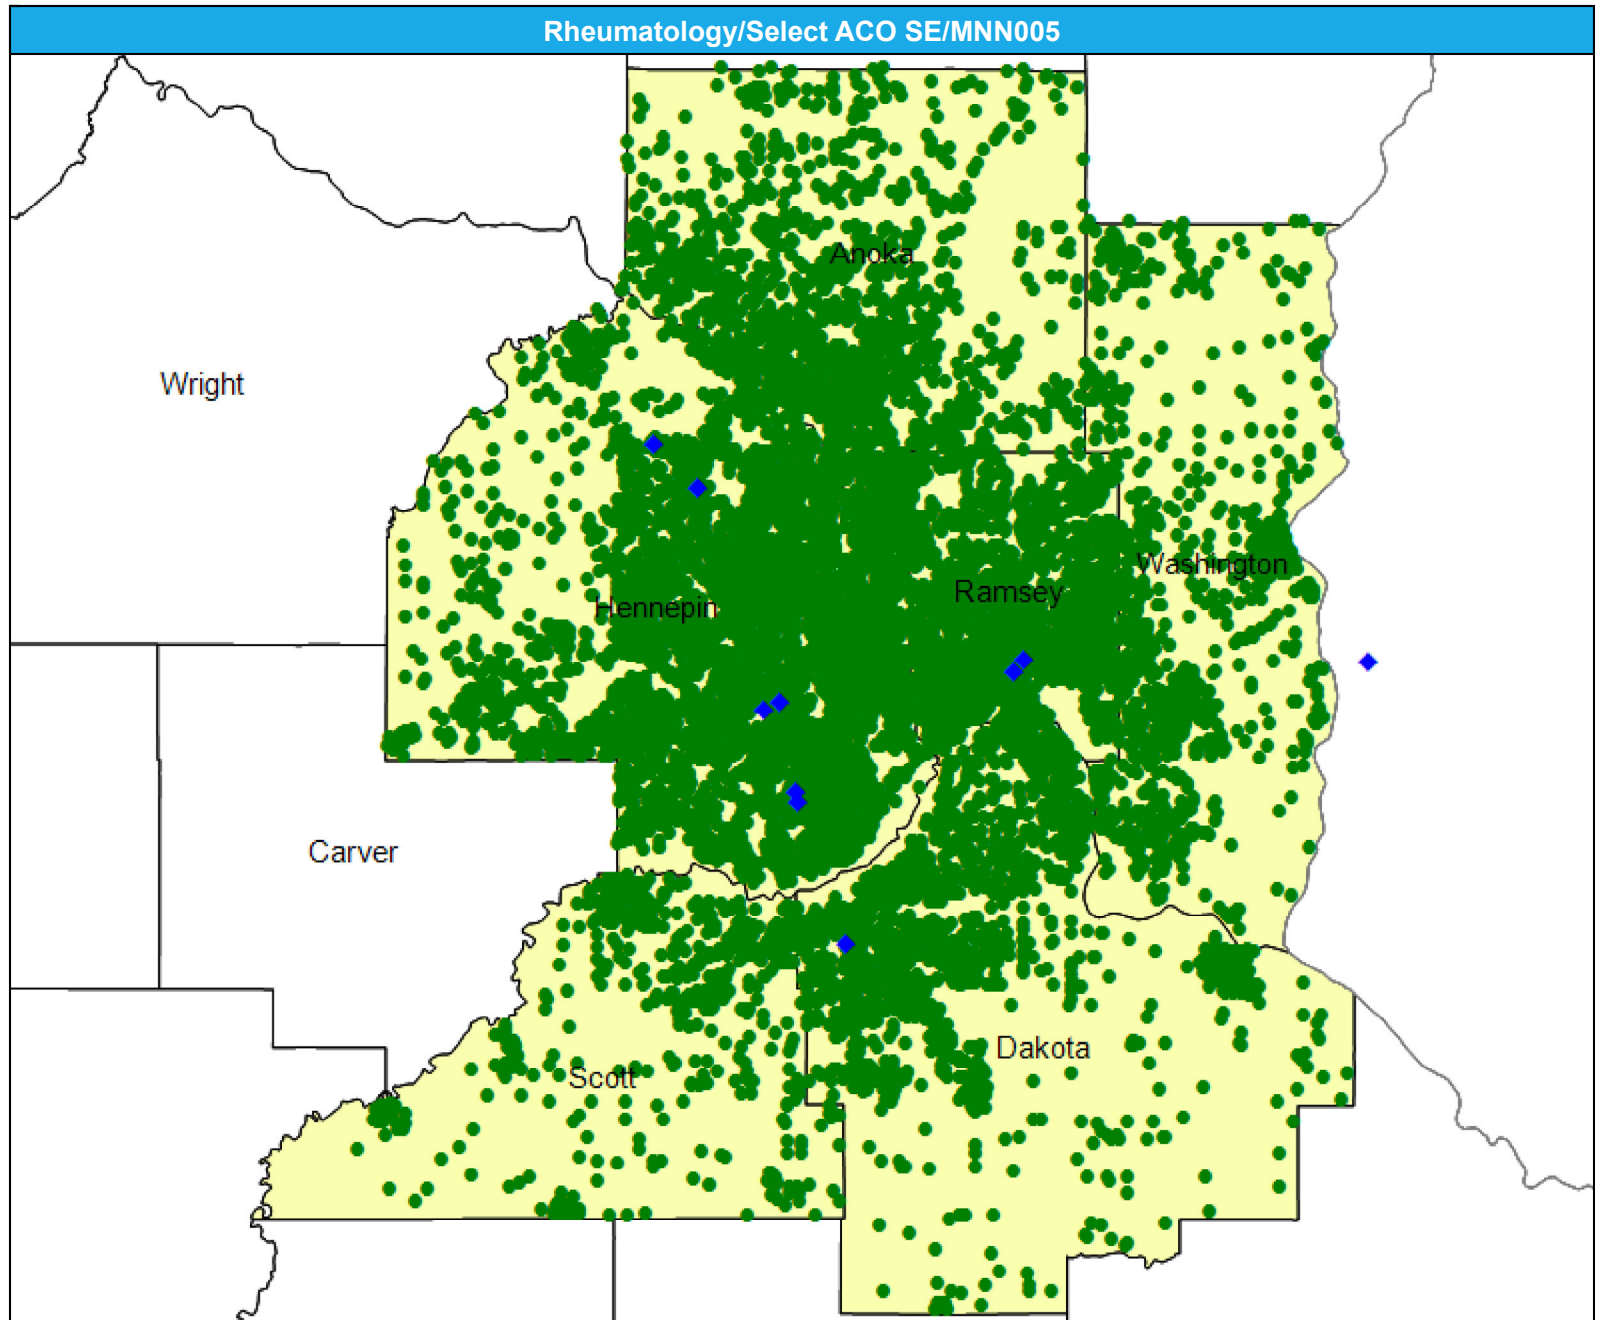 Rheumatology/Select ACO SE/MNN005
Anoka
Wright
Washington
Ramsey
Hennepin
Carver
Dakota
Scott